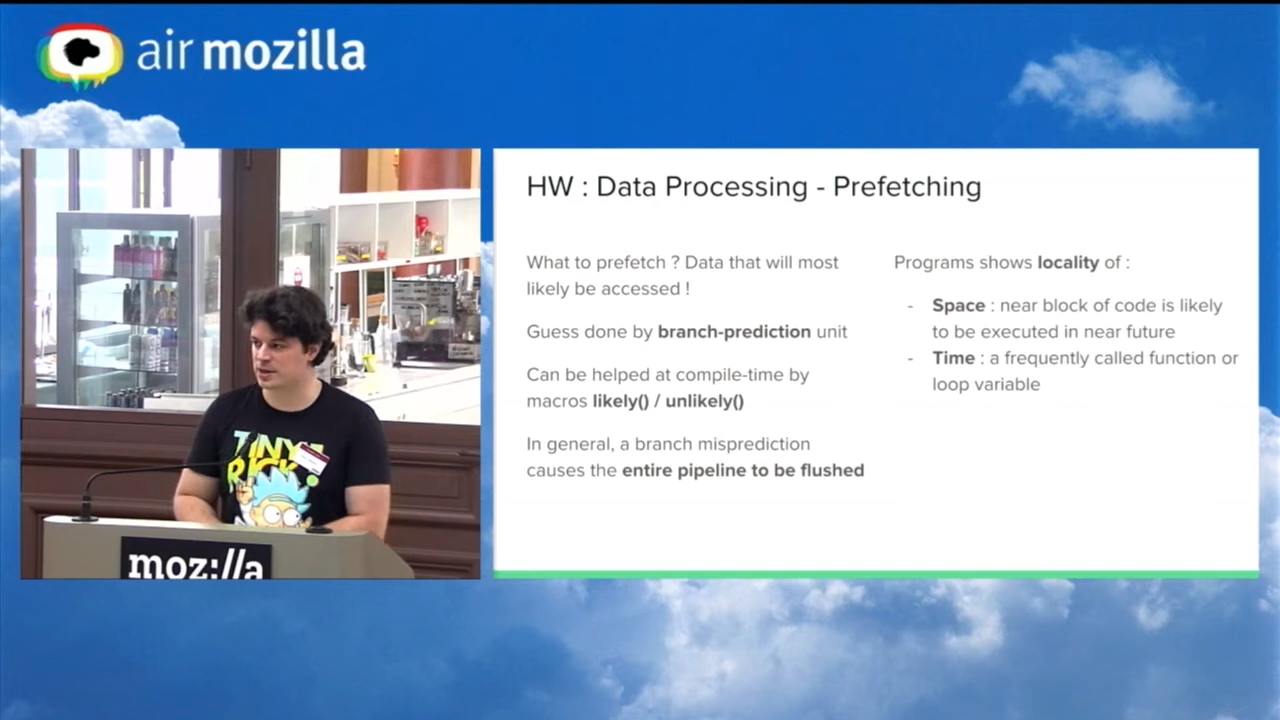 air mozilla
HW : Data Processing - Prefetching
What to prefetch ? Data that will most
likely be accessed !
Guess done by branch-prediction unit
Can be helped at compile-time by
macros likely() / unlikely()
In general, a branch misprediction
causes the entire pipeline to be flushed
Programs shows locality of :
- Space : near block of code is likely
to be executed in near future
- Time : a frequently called function or
loop variable
TINY
RICK
moz://a